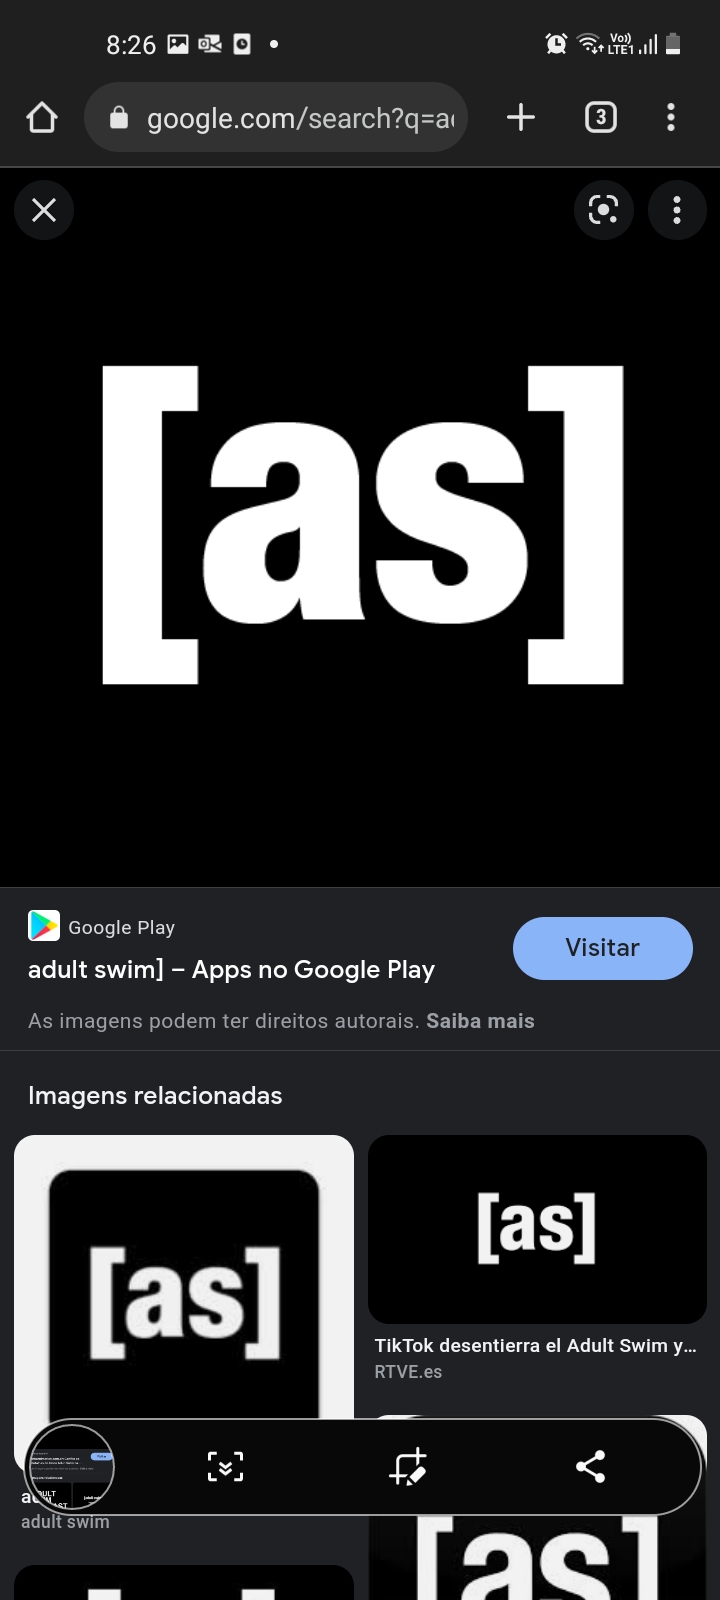 8:26
Vo))
LTE1
google.com/search?q=a
3
[as]
Google Play
adult swim] – Apps no Google Play
Visitar
As imagens podem ter direitos autorais. Saiba mais
Imagens relacionadas
[as]
[as]
TikTok desentierra el Adult Swim y...
RTVE.es
adult swim
[as]